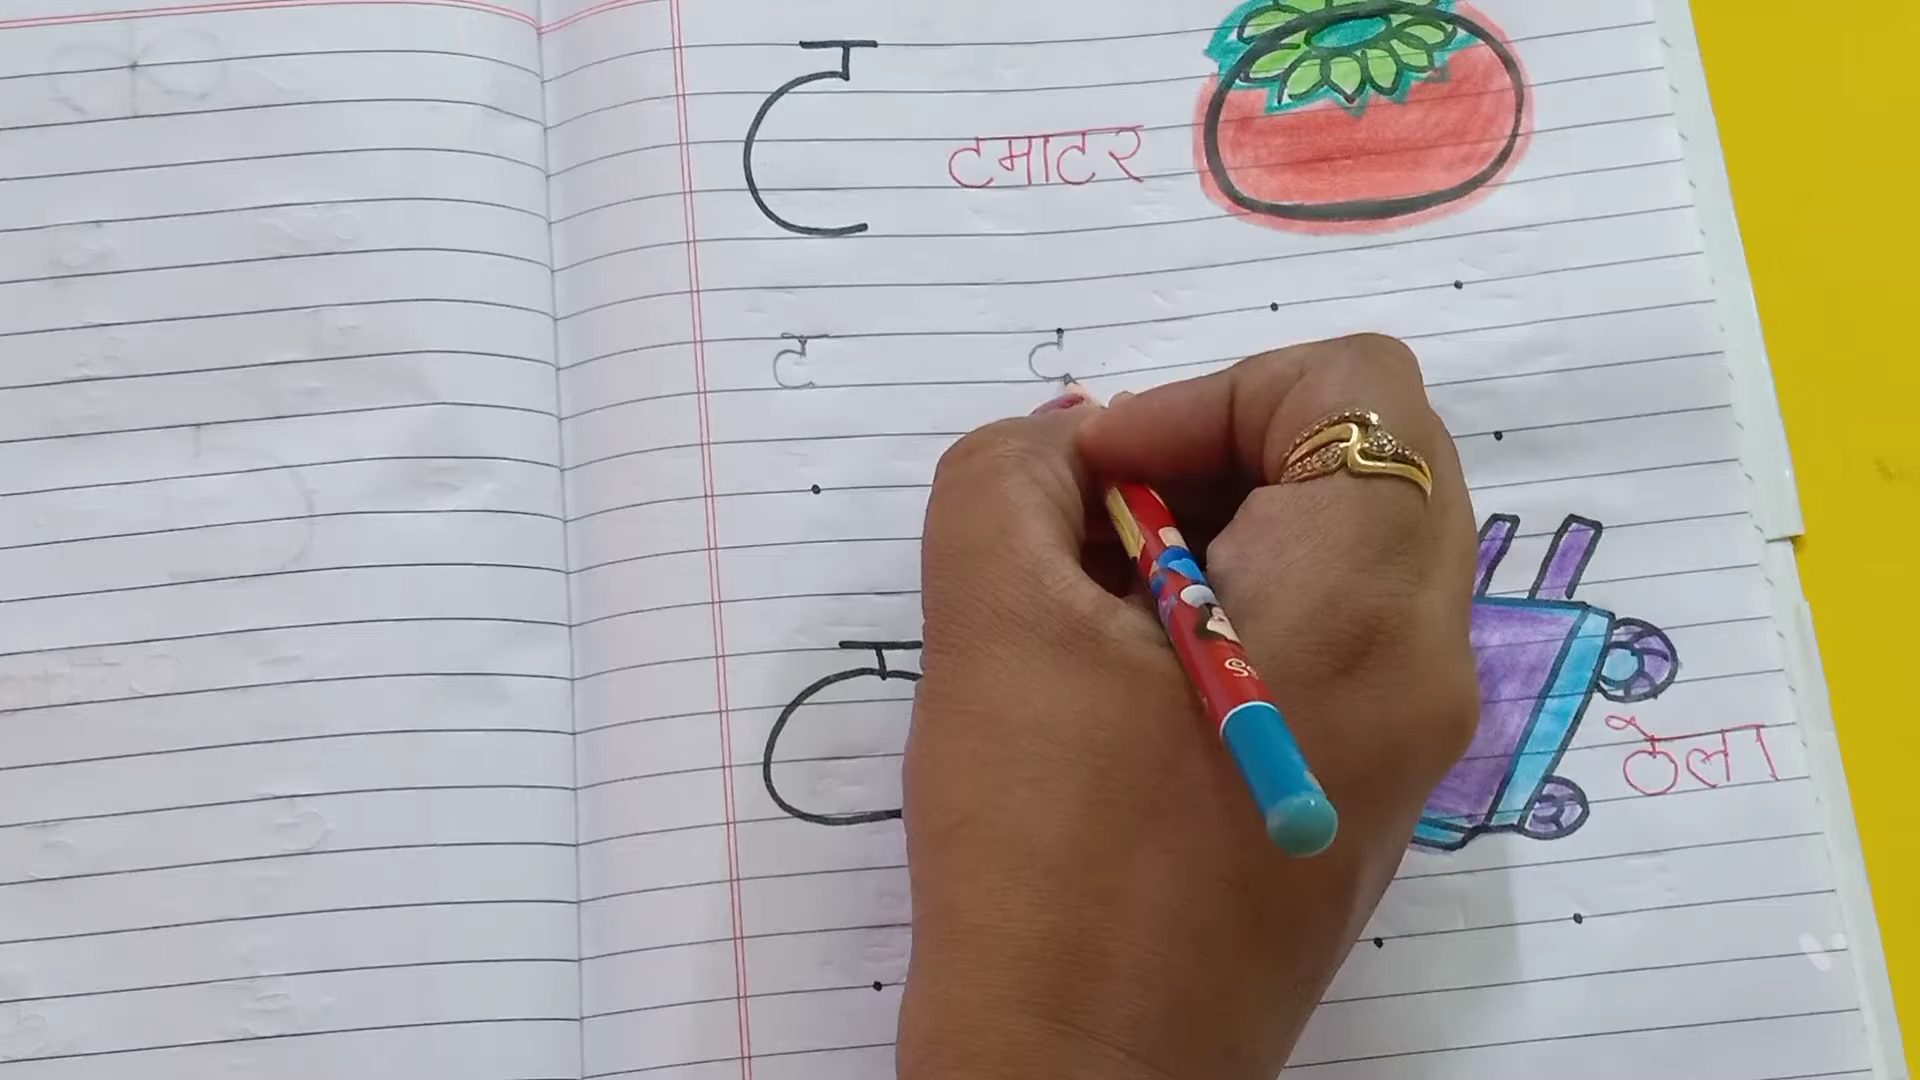 ट टमाटर
ट ट
ठ
ठेला